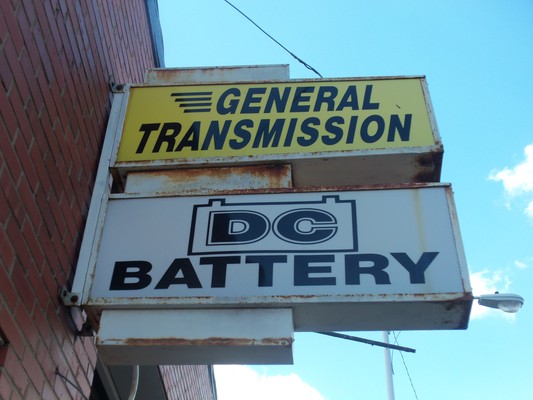 GENERAL
TRANSMISSION
DC
BATTERY